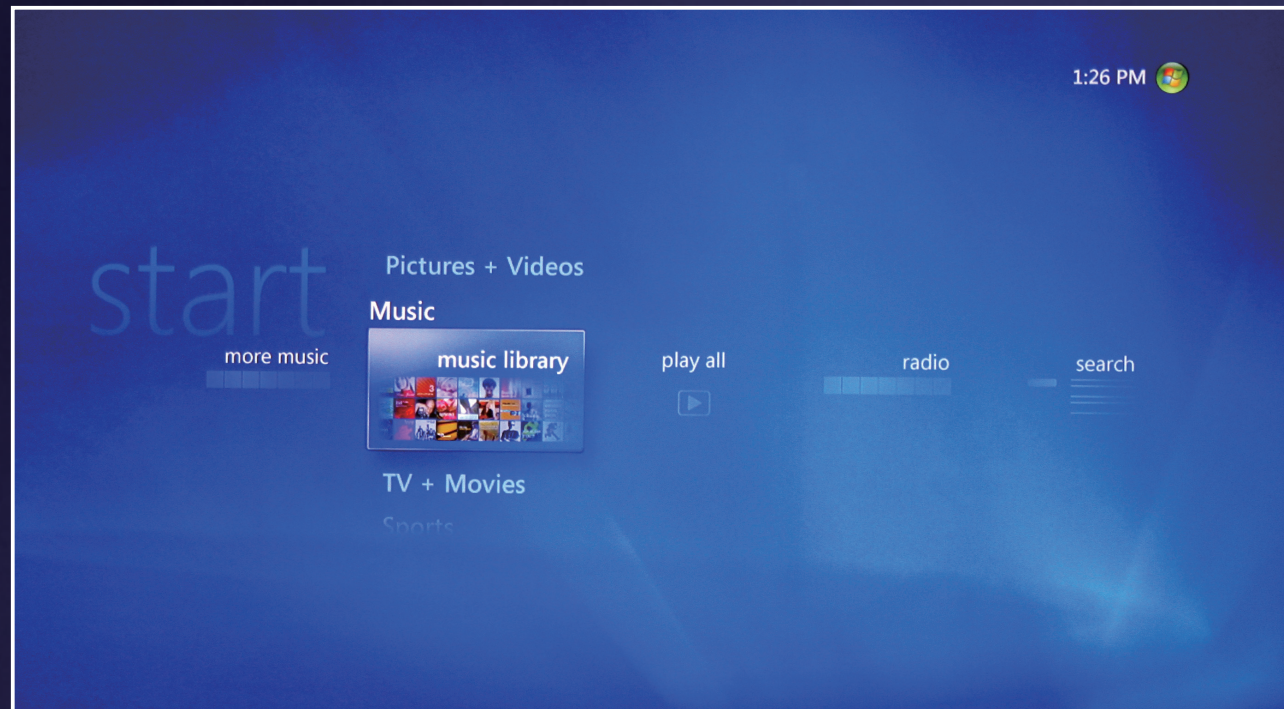 1:26 PM
start
Pictures + Videos
Music
more music
music library
play all
radio
search
TV + Movies
Sports